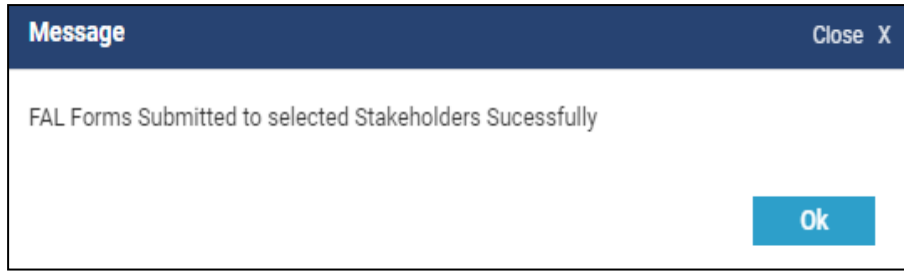 Message
Close X
FAL Forms Submitted to selected Stakeholders Sucessfully
Ok